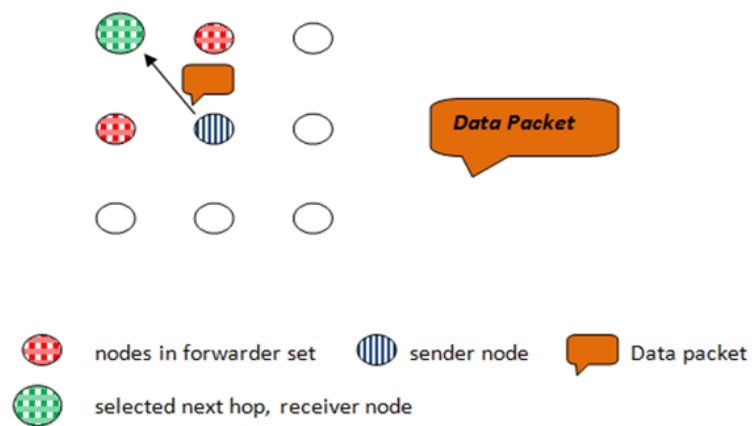 Data Packet
nodes in forwarder set
sender node
Data packet
selected next hop, receiver node